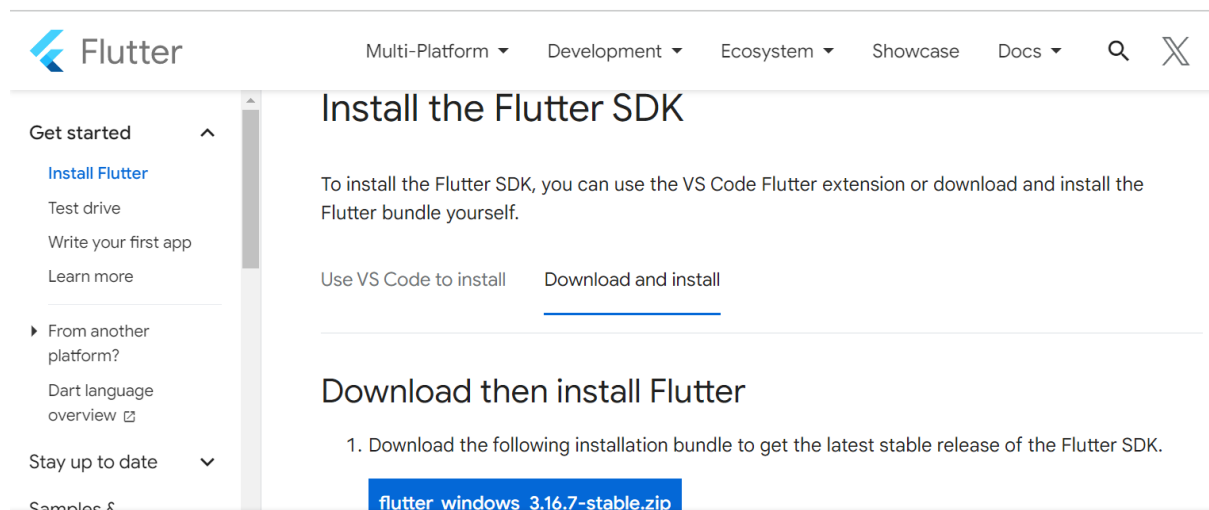 Flutter
Multi-Platform
Development
Ecosystem
Showcase
Docs
Get started
Install Flutter
Test drive
Write your first app
Learn more
From another
platform?
Dart language
overview
Stay up to date
Samples &
Install the Flutter SDK
To install the Flutter SDK, you can use the VS Code Flutter extension or download and install the
Flutter bundle yourself.
Use VS Code to install
Download and install
Download then install Flutter
1. Download the following installation bundle to get the latest stable release of the Flutter SDK.
flutter_windows_3.16.7-stable.zip